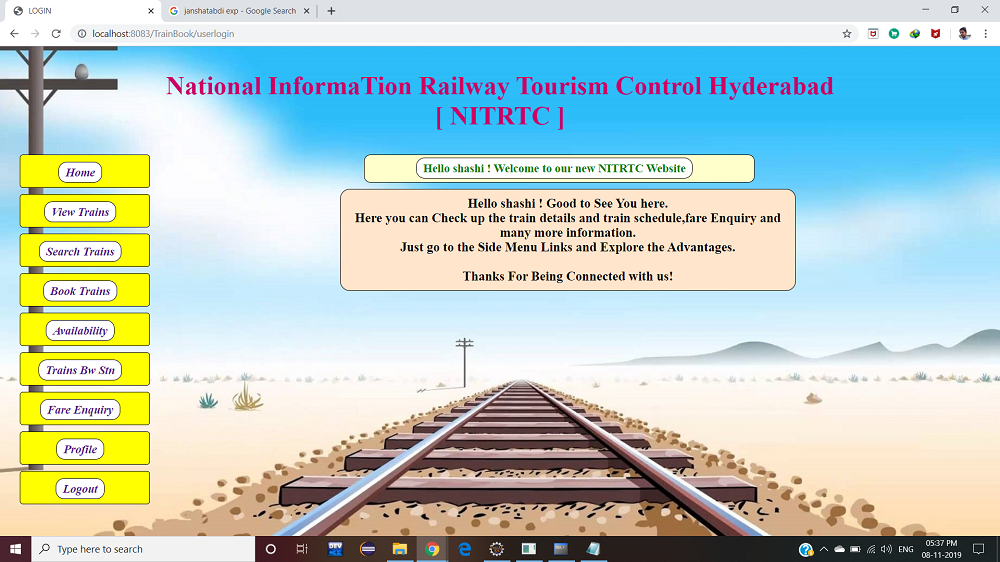 LOGIN
janshatabdi exp - Google Search
localhost:8083/TrainBook/userlogin
National InformaTion Railway Tourism Control Hyderabad
[ NITRTC ]
Home
View Trains
Search Trains
Book Trains
Availability
Trains Bw Stn
Fare Enquiry
Profile
Logout
Hello shashi ! Welcome to our new NITRTC Website
Hello shashi ! Good to See You here.
Here you can Check up the train details and train schedule,fare Enquiry and
many more information.
Just go to the Side Menu Links and Explore the Advantages.
Thanks For Being Connected with us!
Type here to search
DEV
ENG
05:37 PM
08-11-2019